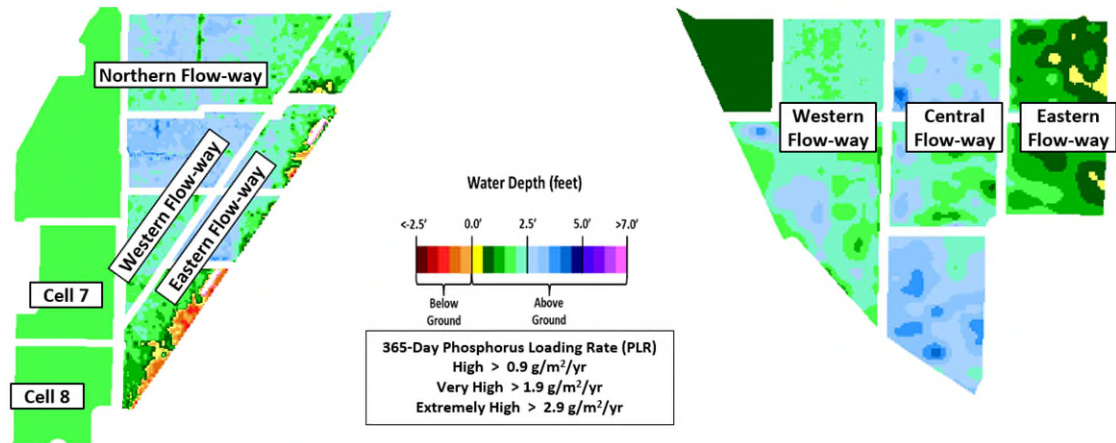 Northern Flow-way
Western Flow-way
Eastern Flow-way
Cell 7
Cell 8
Water Depth (feet)
<-2.5' 0.0' 2.5' 5.0' >7.0'
Below
Ground
Above
Ground
365-Day Phosphorus Loading Rate (PLR)
High > 0.9 g/m²/yr
Very High > 1.9 g/m²/yr
Extremely High > 2.9 g/m²/yr
Western
Flow-way
Central
Flow-way
Eastern
Flow-way